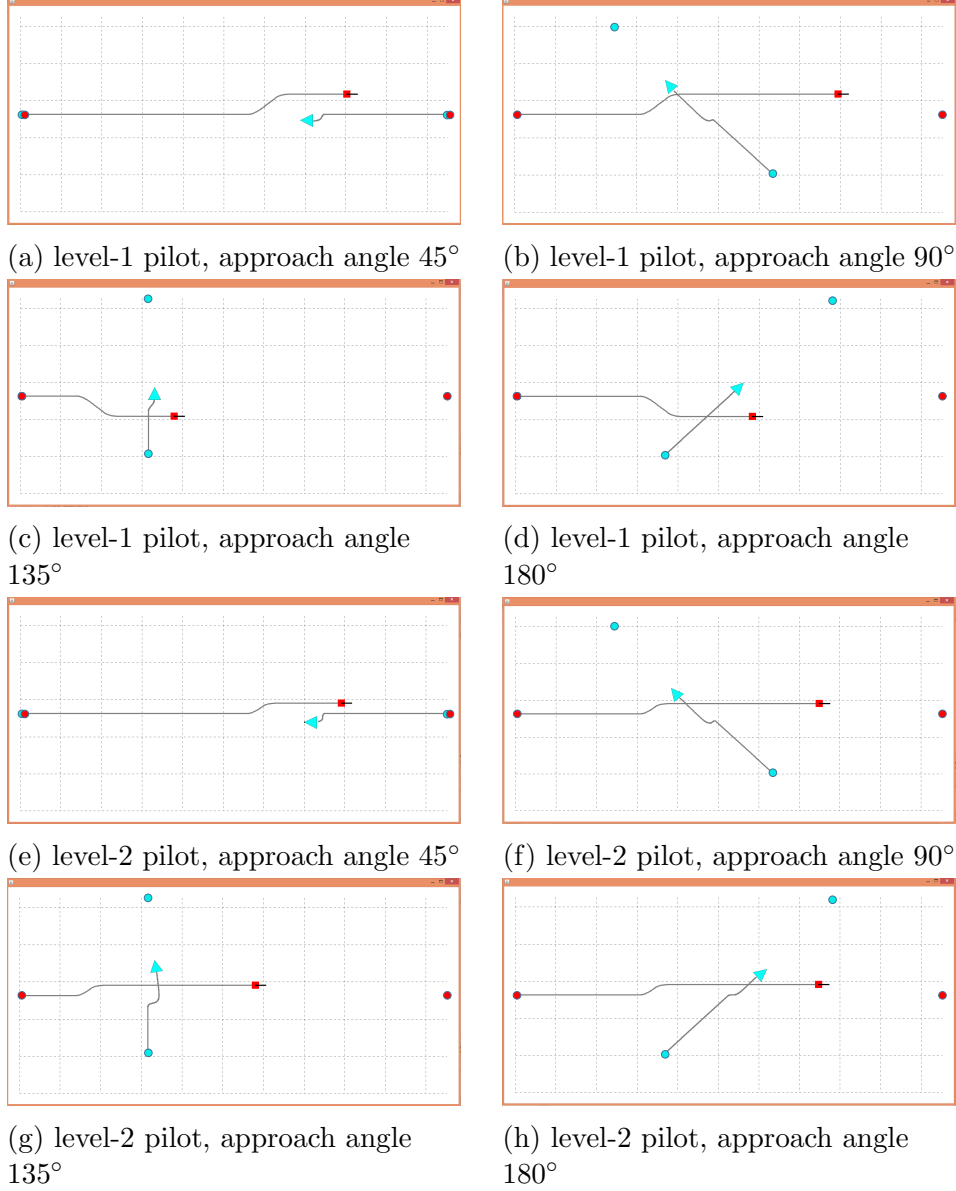 (a) level-1 pilot, approach angle 45°
(b) level-1 pilot, approach angle 90°
(c) level-1 pilot, approach angle
135°
(d) level-1 pilot, approach angle
180°
(e) level-2 pilot, approach angle 45°
(f) level-2 pilot, approach angle 90°
(g) level-2 pilot, approach angle
135°
(h) level-2 pilot, approach angle
180°